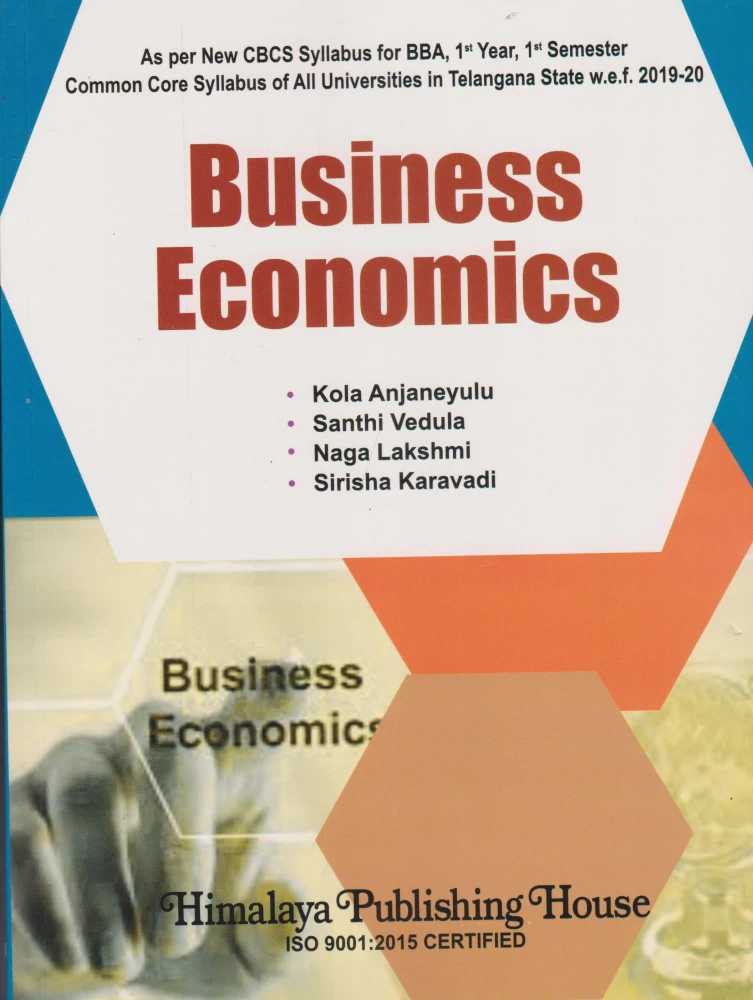 As per New CBCS Syllabus for BBA, 1st Year, 1st Semester
Common Core Syllabus of All Universities in Telangana State w.e.f. 2019-20
Business
Economics
• Kola Anjaneyulu
• Santhi Vedula
• Naga Lakshmi
• Sirisha Karavadi
Business
Economics
Himalaya Publishing House
ISO 9001:2015 CERTIFIED